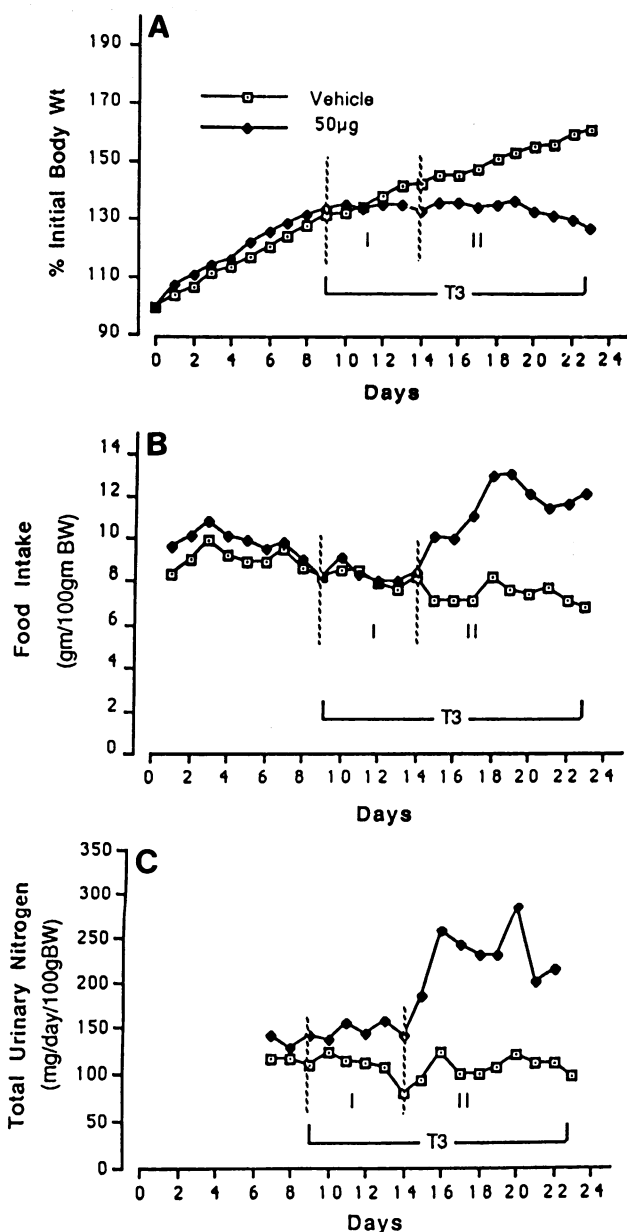 A
% Initial Body Wt
190
170
150
130
110
90
Vehicle
50µg
I
II
T3
0 2 4 6 8 10 12 14 16 18 20 22 24
Days
B
Food Intake
(gm/100gm BW)
14
12
10
8
6
4
2
0
I
II
T3
0 2 4 6 8 10 12 14 16 18 20 22 24
Days
C
Total Urinary Nitrogen
(mg/day/100gBW)
350
300
250
200
150
100
50
0
I
II
T3
0 2 4 6 8 10 12 14 16 18 20 22 24
Days